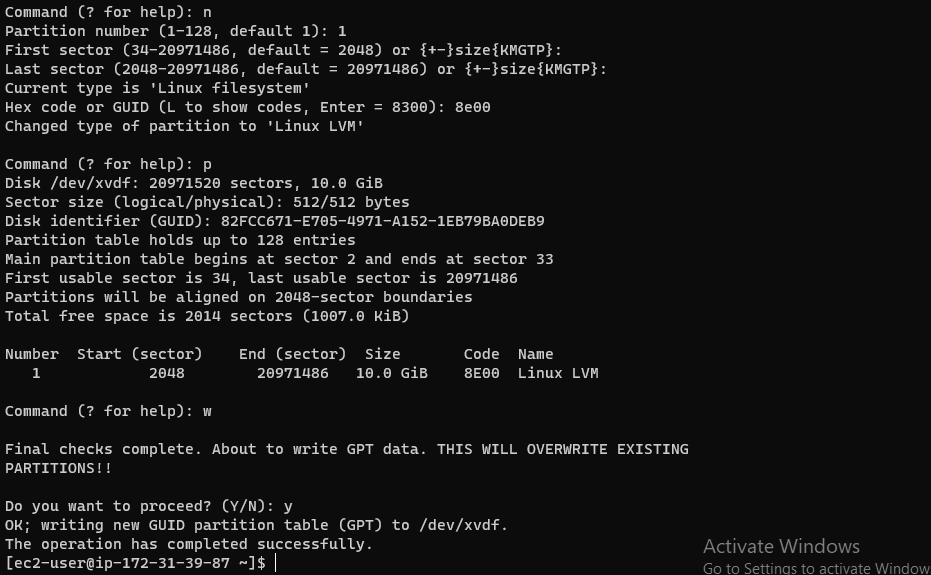 Command (? for help): n
Partition number (1-128, default 1): 1
First sector (34-20971486, default = 2048) or {+-}size{KMGTP}:
Last sector (2048-20971486, default = 20971486) or {+-}size{KMGTP}:
Current type is 'Linux filesystem'
Hex code or GUID (L to show codes, Enter = 8300): 8e00
Changed type of partition to 'Linux LVM'
Command (? for help): p
Disk /dev/xvdf: 20971520 sectors, 10.0 GiB
Sector size (logical/physical): 512/512 bytes
Disk identifier (GUID): 82FCC671-E705-4971-A152-1EB79BA0DEB9
Partition table holds up to 128 entries
Main partition table begins at sector 2 and ends at sector 33
First usable sector is 34, last usable sector is 20971486
Partitions will be aligned on 2048-sector boundaries
Total free space is 2014 sectors (1007.0 KiB)
Number  Start (sector)    End (sector)  Size       Code  Name
   1            2048        20971486   10.0 GiB    8E00  Linux LVM
Command (? for help): w
Final checks complete. About to write GPT data. THIS WILL OVERWRITE EXISTING
PARTITIONS!!
Do you want to proceed? (Y/N): y
OK; writing new GUID partition table (GPT) to /dev/xvdf.
The operation has completed successfully.
[ec2-user@ip-172-31-39-87 ~]$
Activate Windows
Go to Settings to activate Window